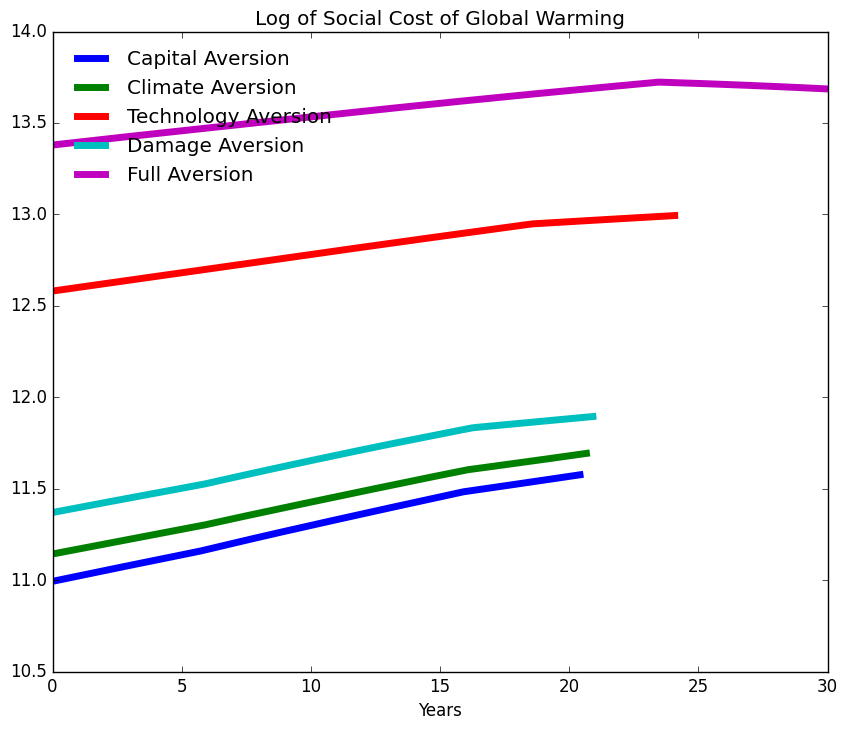 Log of Social Cost of Global Warming
14.0
13.5
13.0
12.5
12.0
11.5
11.0
10.5
Capital Aversion
Climate Aversion
Technology Aversion
Damage Aversion
Full Aversion
0 5 10 15 20 25 30
Years